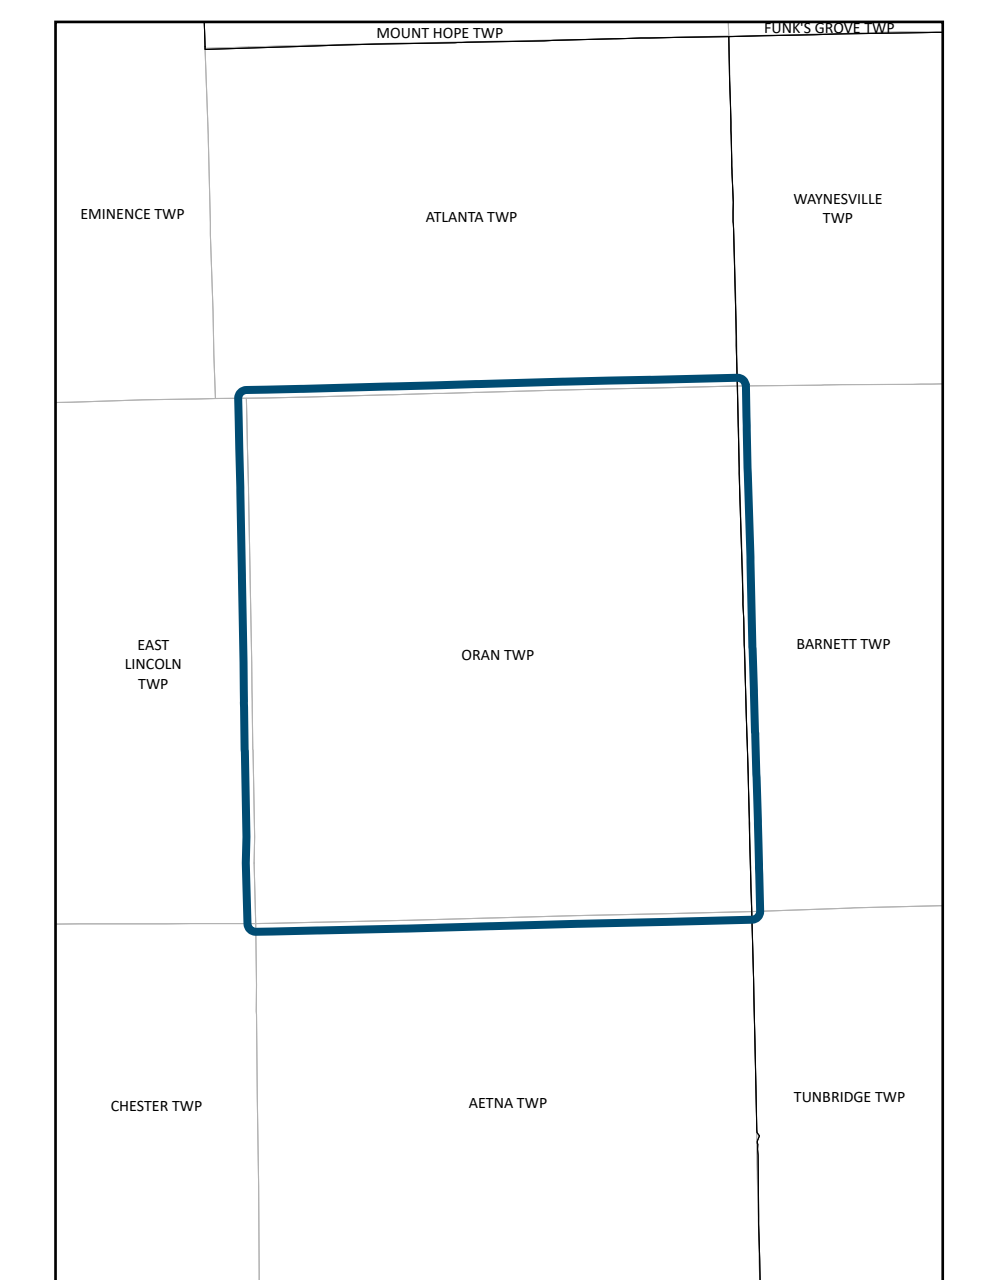 MOUNT HOPE TWP
FUNK'S GROVE TWP
EMINENCE TWP
ATLANTA TWP
WAYNESVILLE
TWP
EAST
LINCOLN
TWP
ORAN TWP
BARNETT TWP
CHESTER TWP
AETNA TWP
TUNBRIDGE TWP